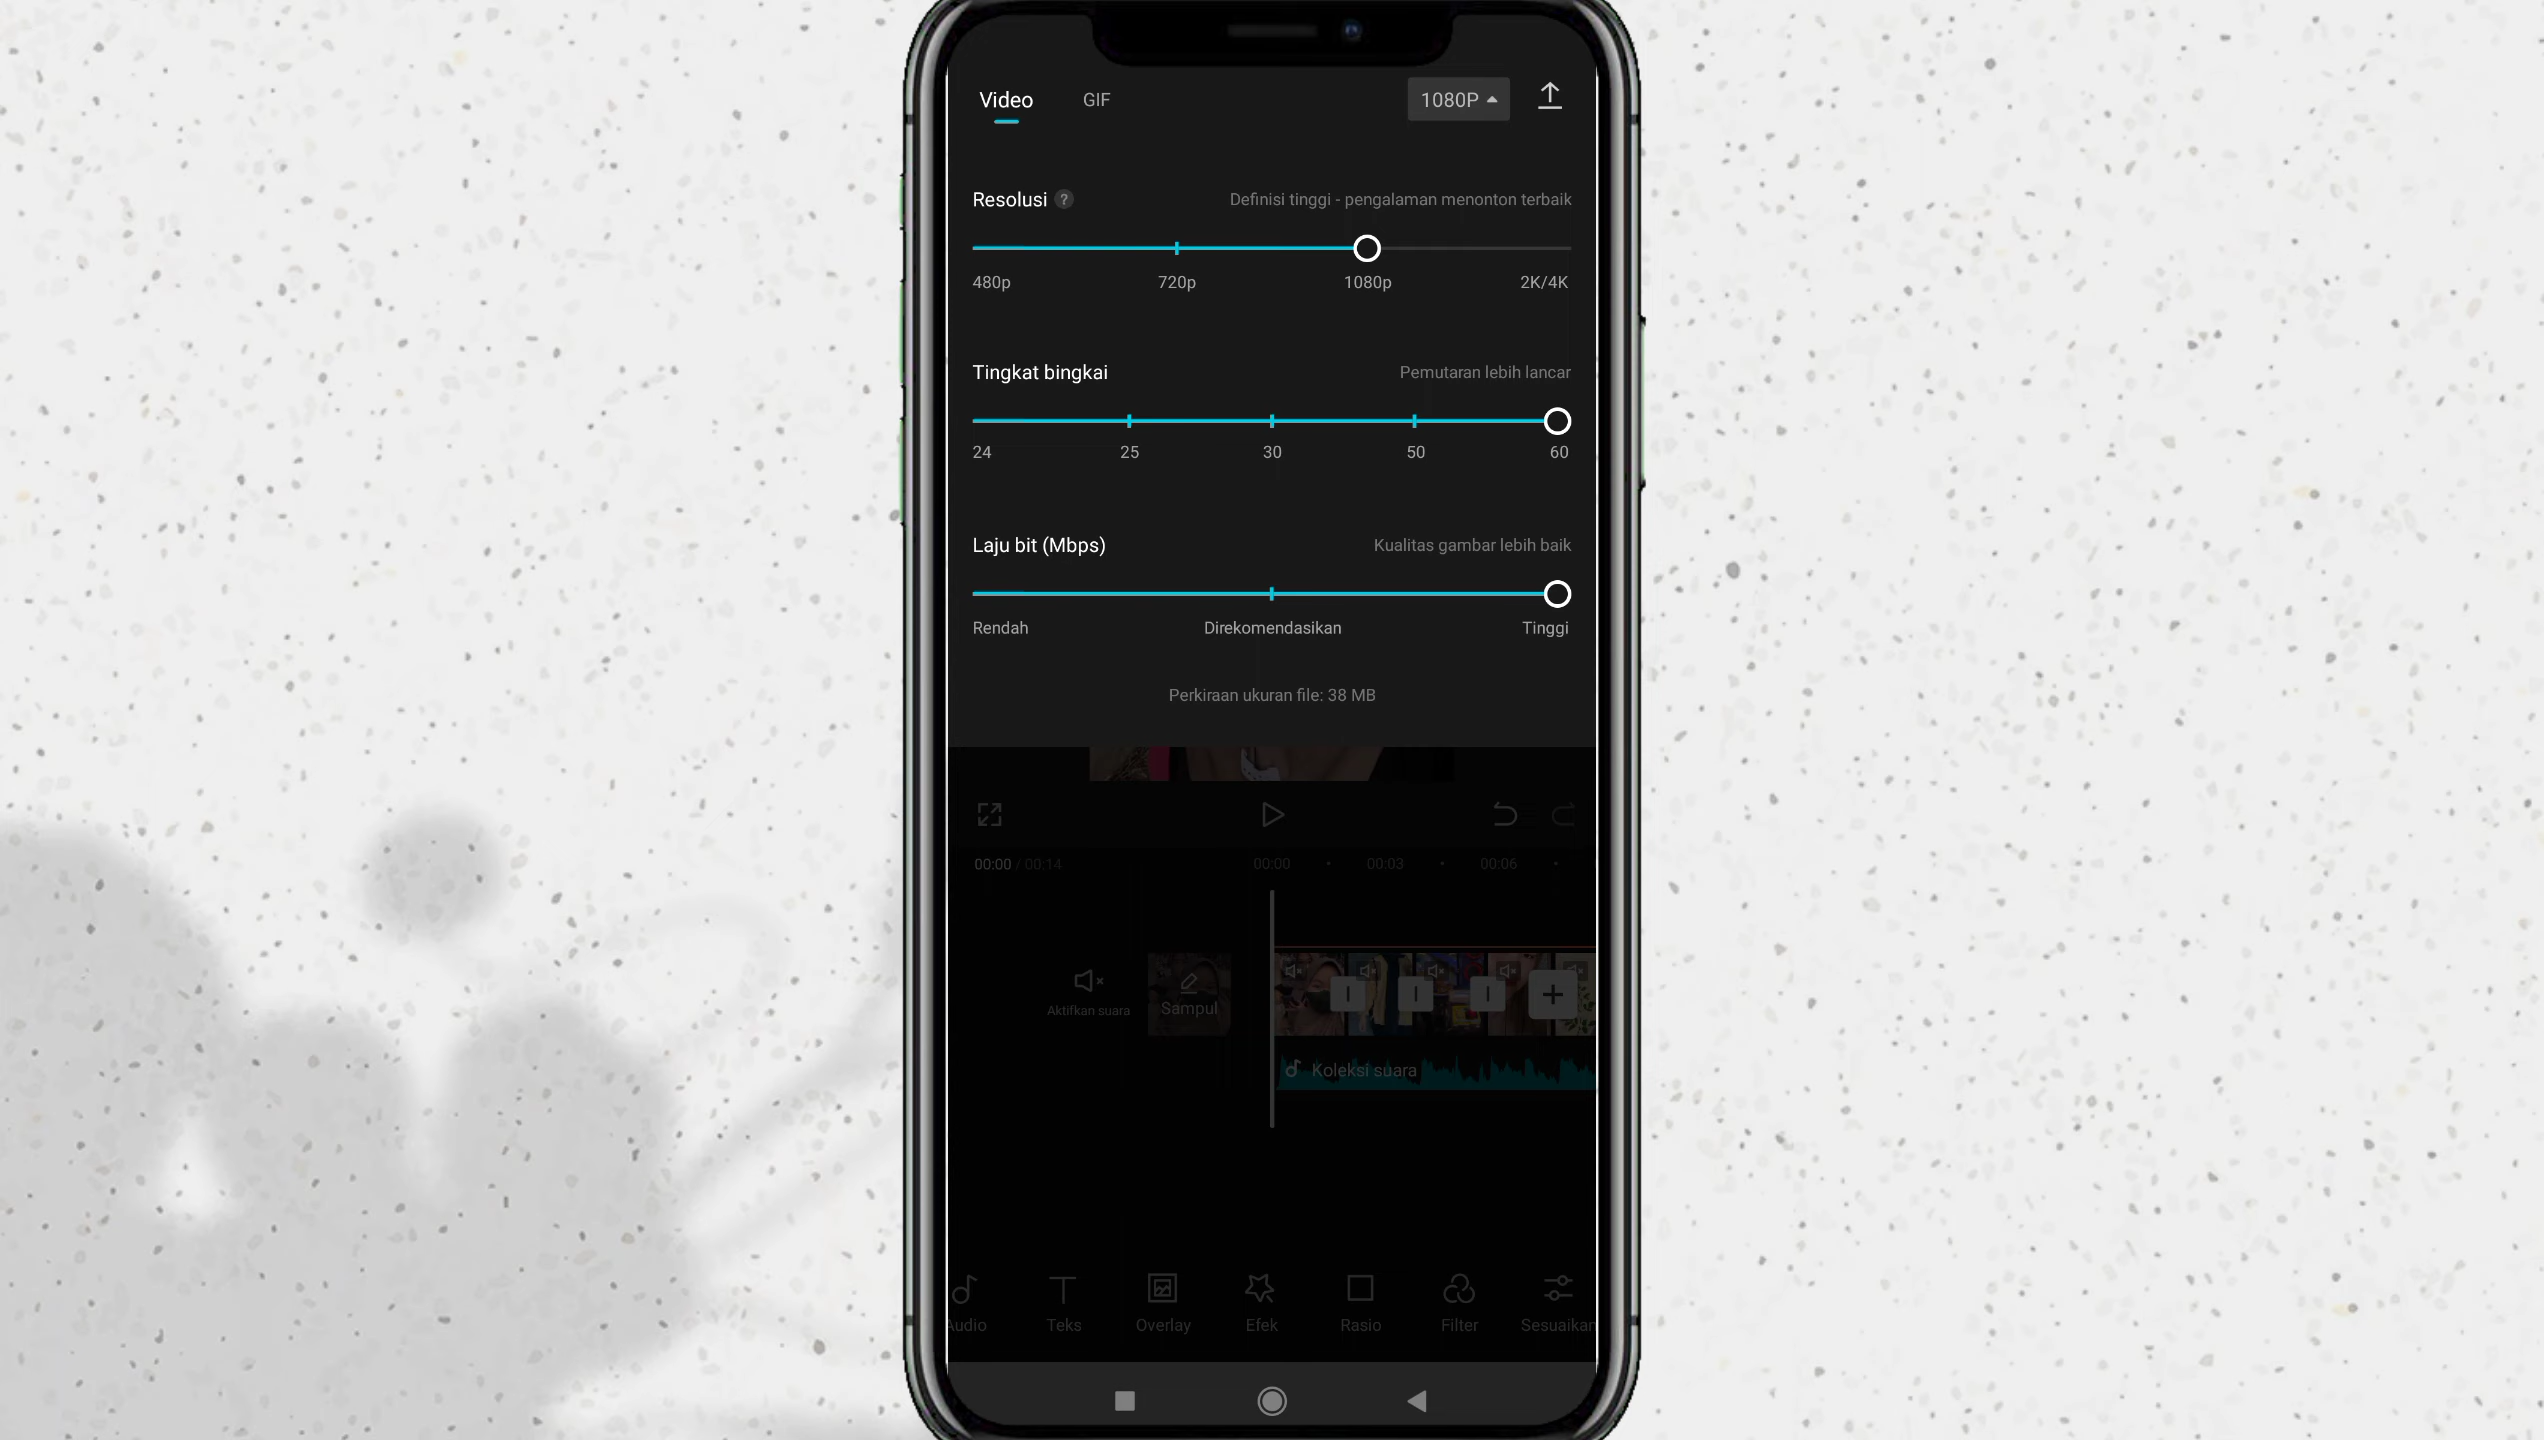 Video GIF 1080P
Resolusi ? Definisi tinggi - pengalaman menonton terbaik
480p 720p 1080p 2K/4K
Tingkat bingkai Pemutaran lebih lancar
24 25 30 50 60
Laju bit (Mbps) Kualitas gambar lebih baik
Rendah Direkomendasikan Tinggi
Perkiraan ukuran file: 38 MB
00:00 / 00:14 00:00 00:03 00:06
Aktifkan suara Sampul
Koleksi suara
Audio Teks Overlay Efek Rasio Filter Sesuaikan